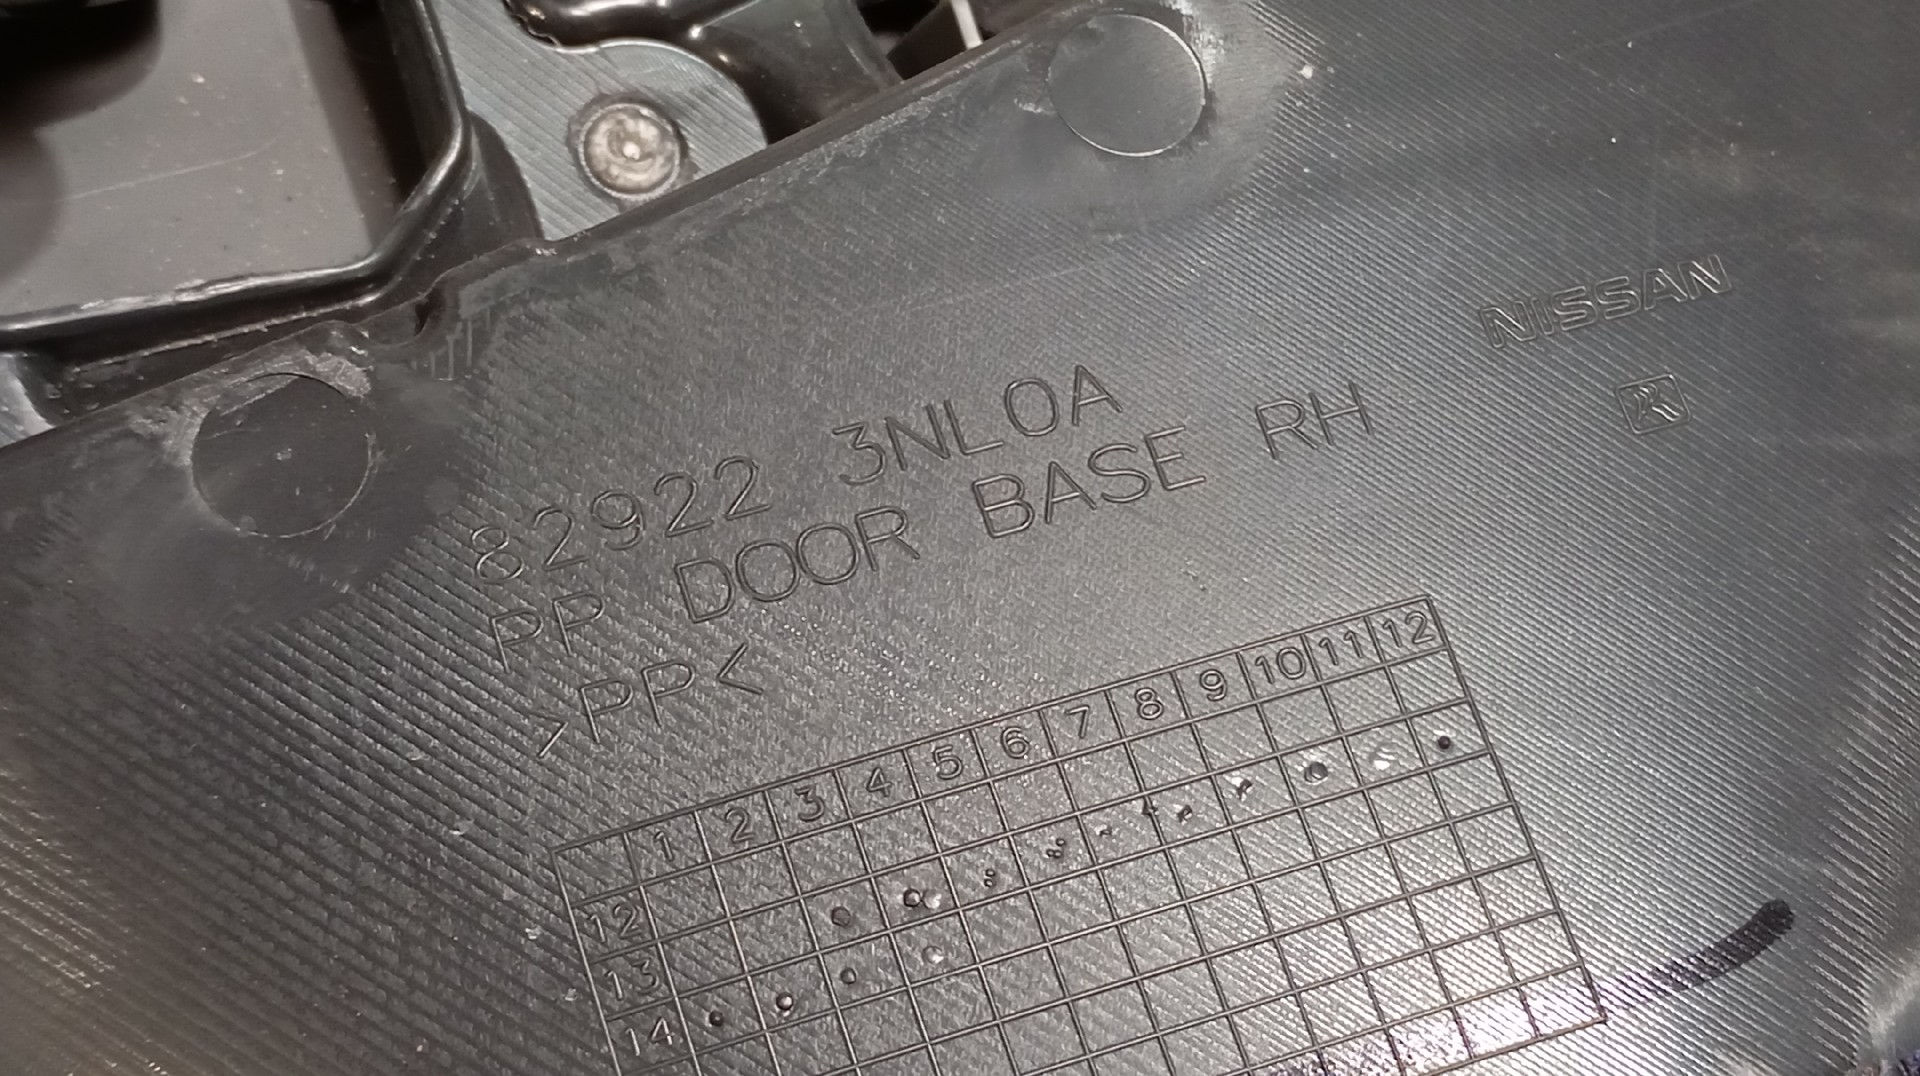 NISSAN
R
82922 3NL0A
PP DOOR BASE RH
>PP<
1 2 3 4 5 6 7 8 9 10 11 12
12
13
14